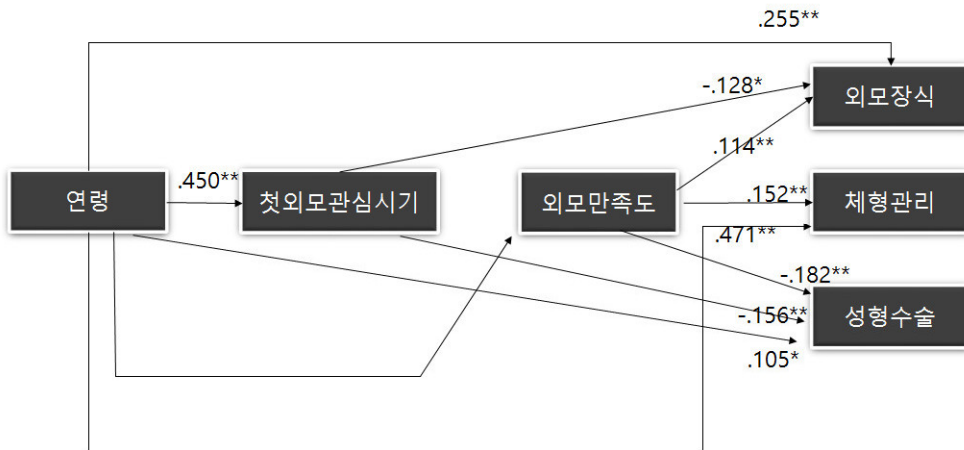 .255**
-.128*
외모장식
.114**
연령
.450**
첫외모관심시기
외모만족도
.152**
체형관리
.471**
-.182**
성형수술
-.156**
.105*